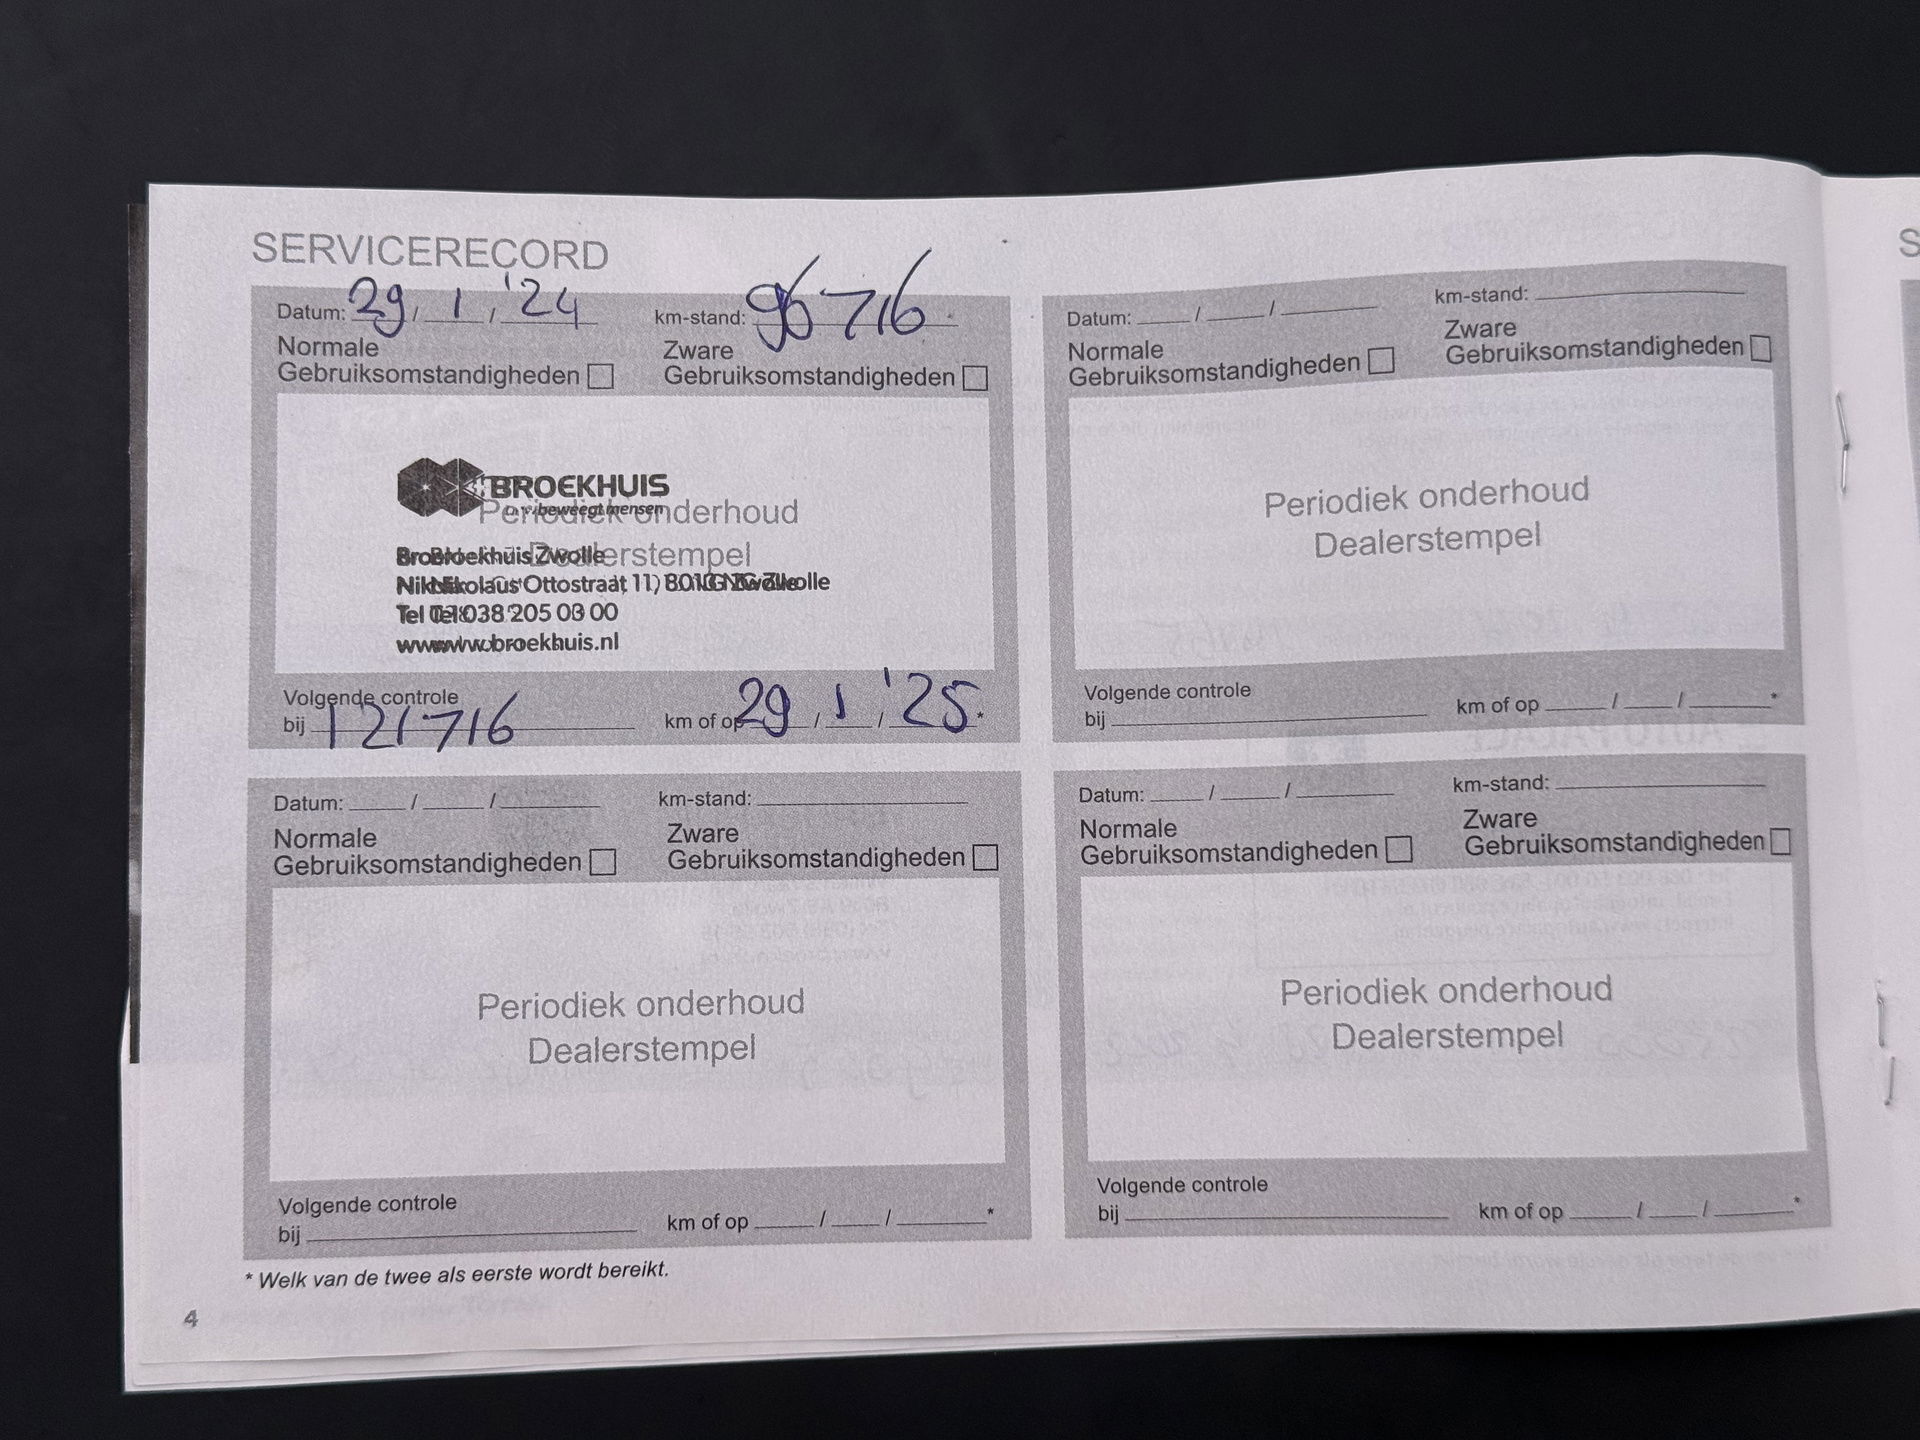 SERVICERECORD
Datum: 29 / 1 / '24 km-stand: 96716
Normale Gebruiksomstandigheden
Zware Gebruiksomstandigheden
BROEKHUIS
beweegt mensen
Periodiek onderhoud
Dealerstempel
Broekhuis Zwolle
Nikolaus Ottostraat 11, Zwolle
Tel 038 205 00 00
www.broekhuis.nl
Volgende controle
bij 121716 km of op 29 / 1 / '25 *
Datum: / / km-stand:
Normale Gebruiksomstandigheden
Zware Gebruiksomstandigheden
Periodiek onderhoud
Dealerstempel
Volgende controle
bij km of op / / *
Datum: / / km-stand:
Normale Gebruiksomstandigheden
Zware Gebruiksomstandigheden
Periodiek onderhoud
Dealerstempel
Volgende controle
bij km of op / / *
Datum: / / km-stand:
Normale Gebruiksomstandigheden
Zware Gebruiksomstandigheden
Periodiek onderhoud
Dealerstempel
Volgende controle
bij km of op / / *
* Welk van de twee als eerste wordt bereikt.
4
S